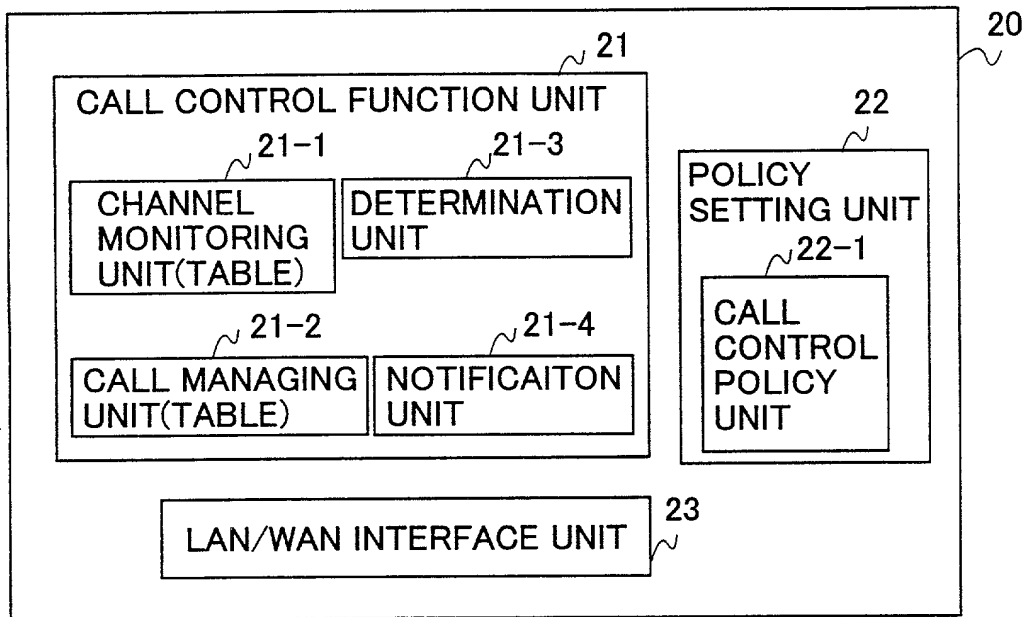 20
21
CALL CONTROL FUNCTION UNIT
21-1
CHANNEL
MONITORING
UNIT(TABLE)
21-3
DETERMINATION
UNIT
21-2
CALL MANAGING
UNIT(TABLE)
21-4
NOTIFICAITON
UNIT
22
POLICY
SETTING UNIT
22-1
CALL
CONTROL
POLICY
UNIT
LAN/WAN INTERFACE UNIT
23